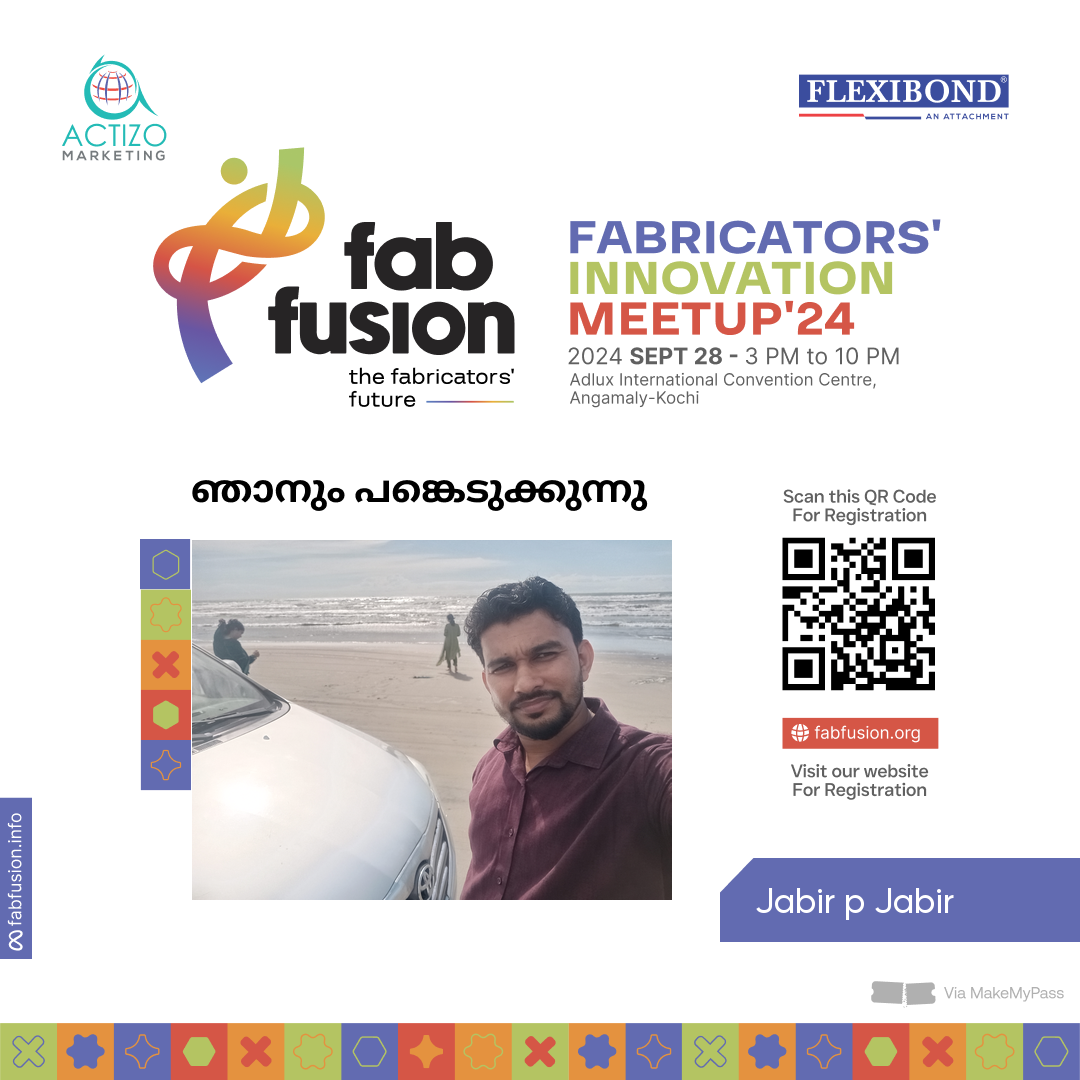 ACTIZO
MARKETING
FLEXIBOND®
AN ATTACHMENT
fab
fusion
the fabricators'
future
FABRICATORS'
INNOVATION
MEETUP'24
2024 SEPT 28 - 3 PM to 10 PM
Adlux International Convention Centre,
Angamaly-Kochi
ഞാനും പങ്കെടുക്കുന്നു
Scan this QR Code
For Registration
fabfusion.org
Visit our website
For Registration
fabfusion.info
Jabir p Jabir
Via MakeMyPass